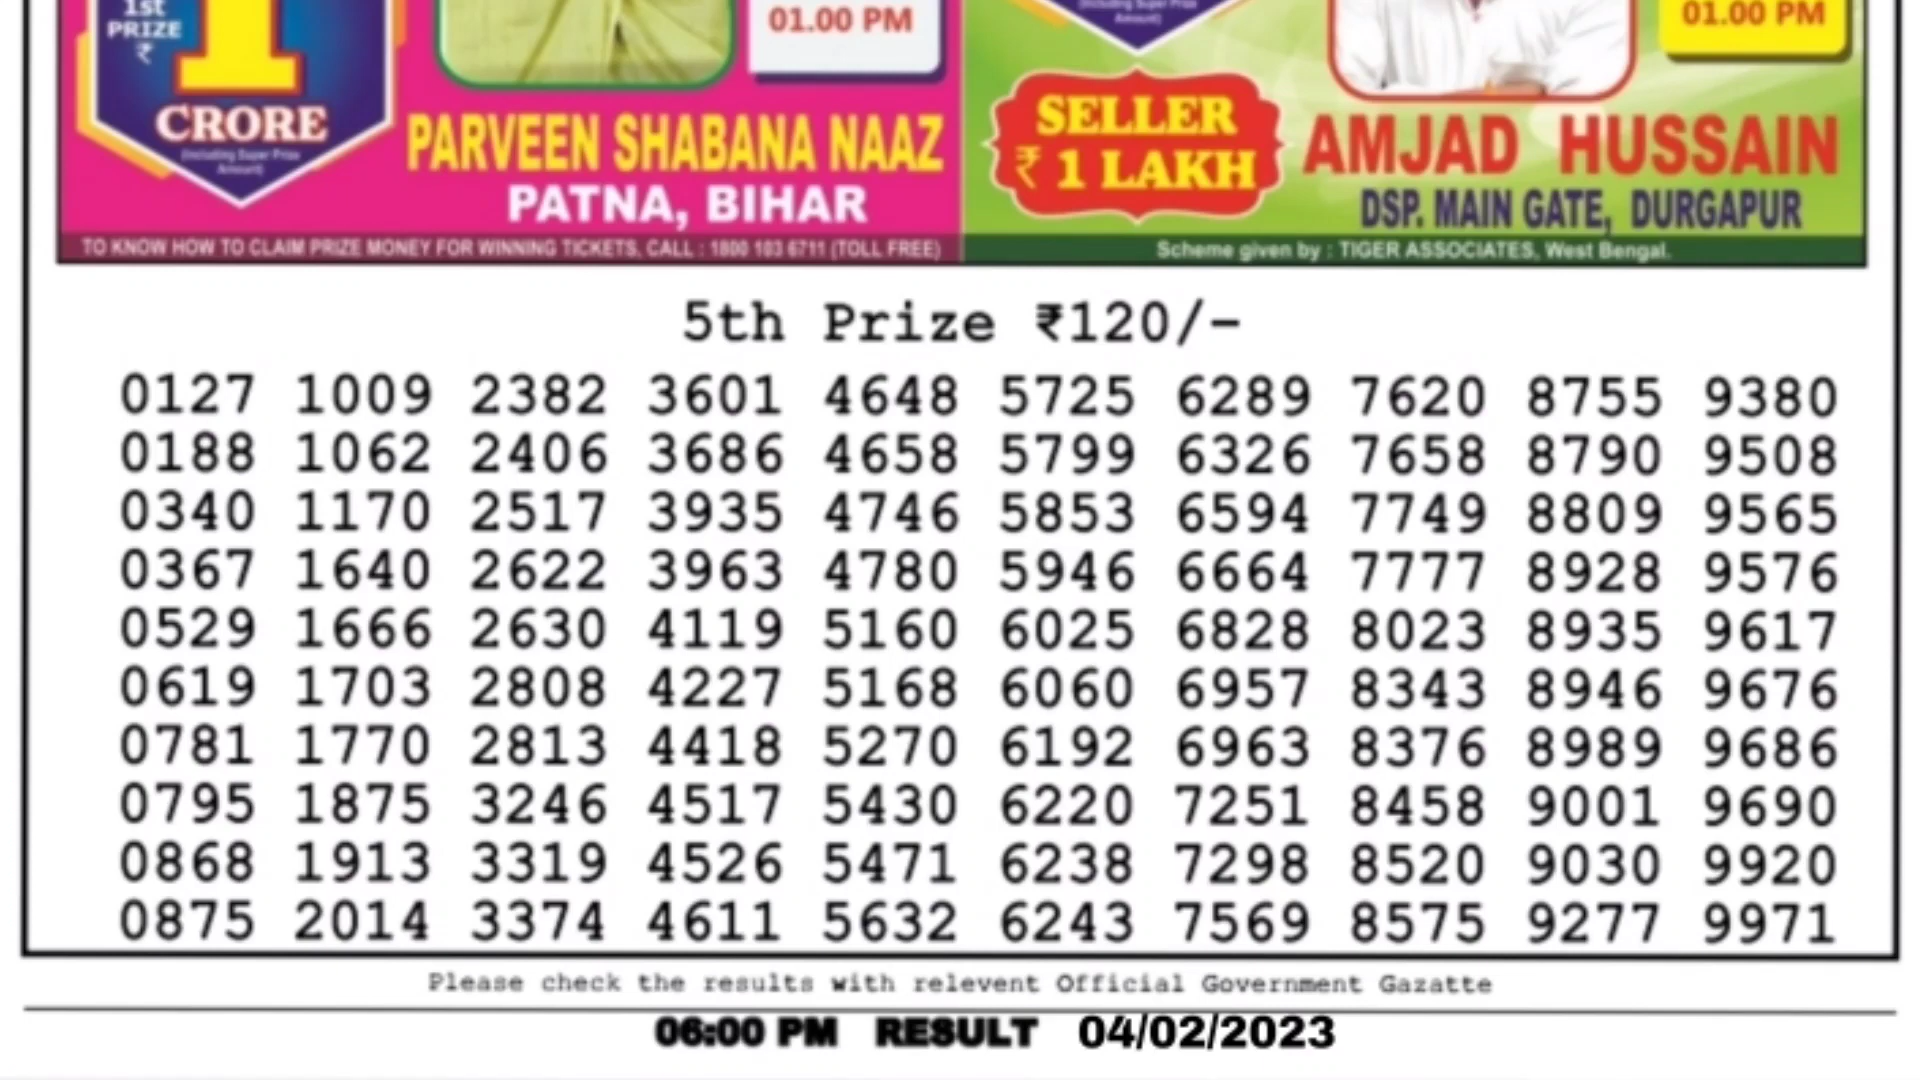 1st
PRIZE
₹
1
CRORE
(Including Super Prize
Amount)
01.00 PM
PARVEEN SHABANA NAAZ
PATNA, BIHAR
TO KNOW HOW TO CLAIM PRIZE MONEY FOR WINNING TICKETS, CALL : 1800 103 6711 (TOLL FREE)
(Including Super Prize
Amount)
01.00 PM
SELLER
₹ 1 LAKH
AMJAD HUSSAIN
DSP. MAIN GATE, DURGAPUR
Scheme given by : TIGER ASSOCIATES, West Bengal.
5th Prize ₹120/-
0127 1009 2382 3601 4648 5725 6289 7620 8755 9380
0188 1062 2406 3686 4658 5799 6326 7658 8790 9508
0340 1170 2517 3935 4746 5853 6594 7749 8809 9565
0367 1640 2622 3963 4780 5946 6664 7777 8928 9576
0529 1666 2630 4119 5160 6025 6828 8023 8935 9617
0619 1703 2808 4227 5168 6060 6957 8343 8946 9676
0781 1770 2813 4418 5270 6192 6963 8376 8989 9686
0795 1875 3246 4517 5430 6220 7251 8458 9001 9690
0868 1913 3319 4526 5471 6238 7298 8520 9030 9920
0875 2014 3374 4611 5632 6243 7569 8575 9277 9971
Please check the results with relevent Official Government Gazatte
06:00 PM RESULT 04/02/2023